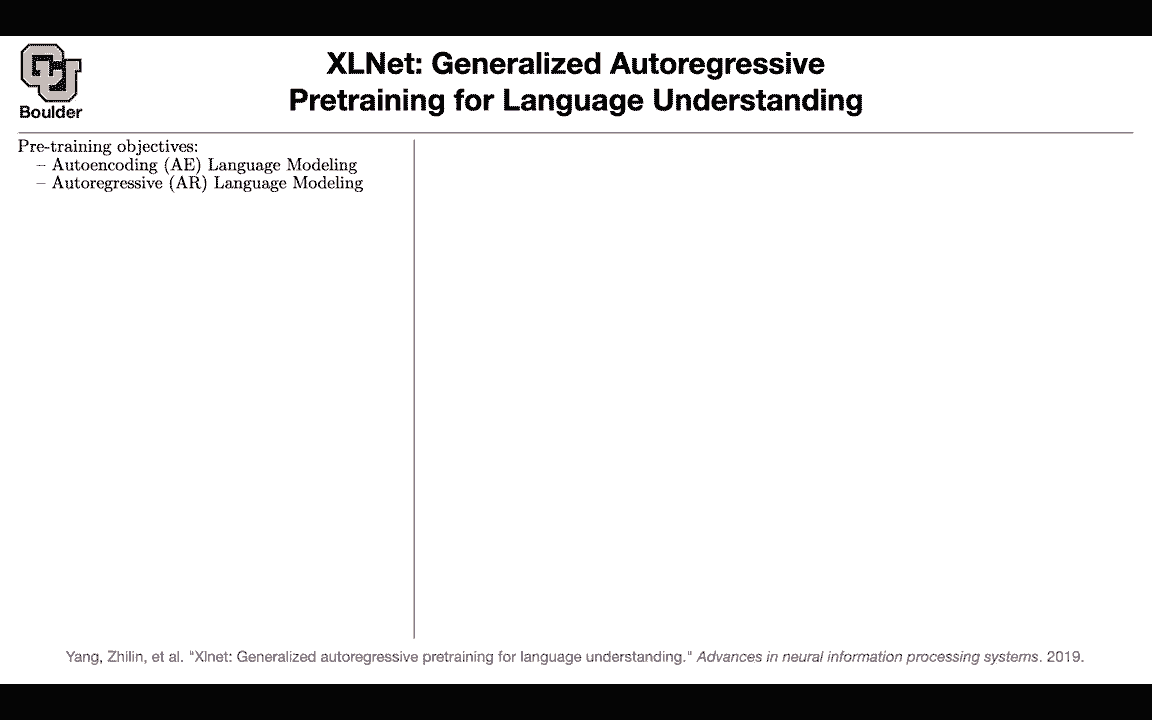 Boulder
XLNet: Generalized Autoregressive
Pretraining for Language Understanding
Pre-training objectives:
– Autoencoding (AE) Language Modeling
– Autoregressive (AR) Language Modeling
Yang, Zhilin, et al. "Xlnet: Generalized autoregressive pretraining for language understanding." Advances in neural information processing systems. 2019.